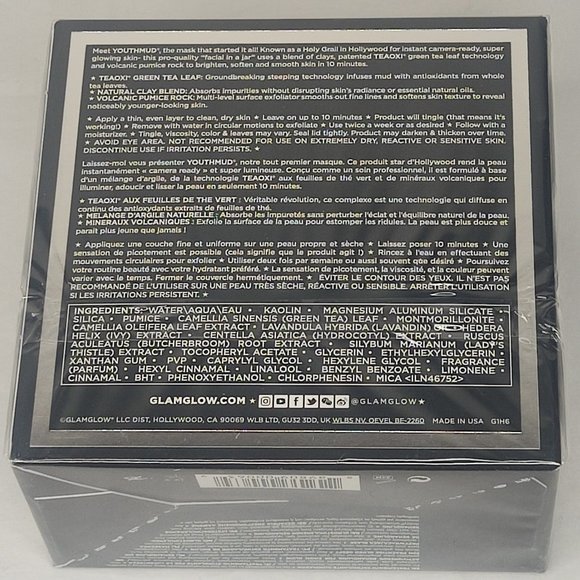 Meet YOUTHMUD®, the mask that started it all! Known as a Holy Grail in Hollywood for instant camera-ready, super
glowing skin- this pro-quality "facial in a jar" uses a blend of clays, patented TEAOXI® green tea leaf technology
and volcanic pumice rock to brighten, soften and smooth skin in 10 minutes.
★ TEAOXI® GREEN TEA LEAF: Groundbreaking steeping technology infuses mud with antioxidants from whole
tea leaves.
★ NATURAL CLAY BLEND: Absorbs impurities without disrupting skin's radiance or essential natural oils.
★ VOLCANIC PUMICE ROCK: Multi-level surface exfoliator smooths out fine lines and softens skin texture to reveal
noticeably younger-looking skin.
★ Apply a thin, even layer to clean, dry skin ★ Leave on up to 10 minutes ★ Product will tingle (that means it's
working!) ★ Remove with water in circular motions to exfoliate ★ Use twice a week or as desired ★ Follow with a
moisturizer. ★ Tingle, viscosity, color & leaves may vary. Seal lid tightly. Product may darken & thicken over time.
★ AVOID EYE AREA. NOT RECOMMENDED FOR USE ON EXTREMELY DRY, REACTIVE OR SENSITIVE SKIN.
DISCONTINUE USE IF IRRITATION PERSISTS. ★
Laissez-moi vous présenter YOUTHMUD®, notre tout premier masque. Ce produit star d'Hollywood rend la peau
instantanément « camera ready » et super lumineuse. Conçu comme un soin professionnel, il est formulé à base
d'un mélange d'argile, de la technologie TEAOXI® aux feuilles de thé vert et de minéraux volcaniques pour
illuminer, adoucir et lisser la peau en seulement 10 minutes.
★ TEAOXI® AUX FEUILLES DE THE VERT : Véritable révolution, ce complexe est une technologie qui diffuse en
continu des antioxydants extraits de feuilles de thé.
★ MELANGE D'ARGILE NATURELLE : Absorbe les impuretés sans perturber l'éclat et l'équilibre naturel de la peau.
★ MINERAUX VOLCANIQUES : Exfolie la surface de la peau pour estomper les ridules. La peau est plus douce et
parait plus jeune que jamais !
★ Appliquez une couche fine et uniforme sur une peau propre et sèche ★ Laissez poser 10 minutes ★ Une
sensation de picotement est possible (cela signifie que le produit agit !) ★ Rincez à l'eau en effectuant des
mouvements circulaires pour exfolier ★ Utiliser deux fois par semaine ou aussi souvent que désiré ★ Poursuivez
votre routine beauté avec votre hydratant préféré. ★ La sensation de picotement, la viscosité, et la couleur peuvent
varier avec le temps. Fermer le couvercle hermétiquement. ★ EVITER LE CONTOUR DES YEUX. IL N'EST PAS
RECOMMANDÉ DE L'UTILISER SUR DES PEAUX TRÈS SÈCHE, RÉACTIVE OU SENSIBLE. ARRÊTER L'UTILISATION
SI LES IRRITATIONS PERSISTENT. ★
INGREDIENTS: WATER\AQUA\EAU • KAOLIN • MAGNESIUM ALUMINUM SILICATE •
SILICA • PUMICE • CAMELLIA SINENSIS (GREEN TEA) LEAF • MONTMORILLONITE •
CAMELLIA OLEIFERA LEAF EXTRACT • LAVANDULA HYBRIDA (LAVANDIN) OIL • HEDERA
HELIX (IVY) EXTRACT • CENTELLA ASIATICA (HYDROCOTYL) EXTRACT • RUSCUS
ACULEATUS (BUTCHERBROOM) ROOT EXTRACT • SILYBUM MARIANUM (LADY'S
THISTLE) EXTRACT • TOCOPHERYL ACETATE • GLYCERIN • ETHYLHEXYLGLYCERIN •
XANTHAN GUM • PVP • CAPRYLYL GLYCOL • HEXYLENE GLYCOL • FRAGRANCE
(PARFUM) • HEXYL CINNAMAL • LINALOOL • BENZYL BENZOATE • LIMONENE •
CINNAMAL • BHT • PHENOXYETHANOL • CHLORPHENESIN • MICA <ILN46752>
GLAMGLOW.COM ★ ★ @GLAMGLOW ★
©GLAMGLOW® LLC DIST, HOLLYWOOD, CA 90069 WLB LTD, GU32 3DD, UK WLBS NV, OEVEL BE-2260 MADE IN USA G1H6